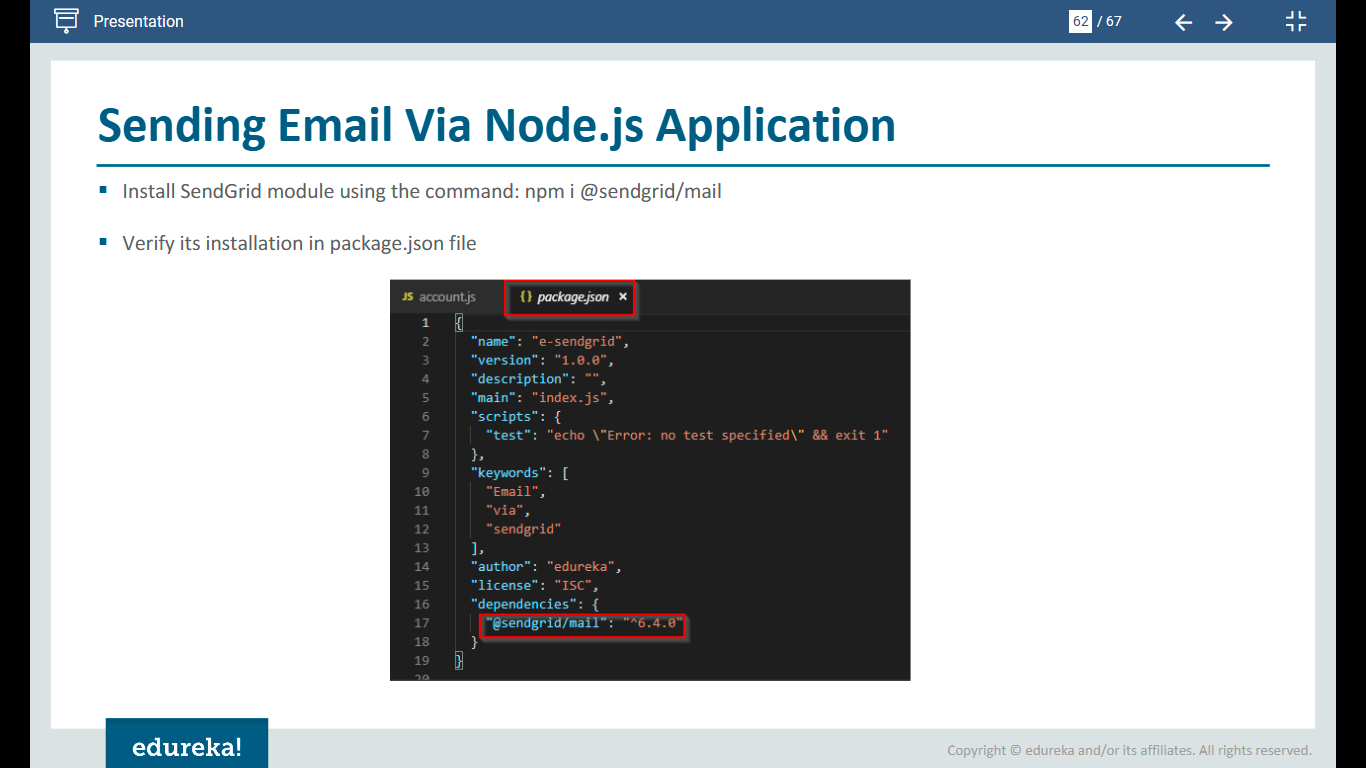 Presentation
62 / 67
Sending Email Via Node.js Application
Install SendGrid module using the command: npm i @sendgrid/mail
Verify its installation in package.json file
JS account.js {} package.json ×
1 {
2 "name": "e-sendgrid",
3 "version": "1.0.0",
4 "description": "",
5 "main": "index.js",
6 "scripts": {
7 "test": "echo \"Error: no test specified\" && exit 1"
8 },
9 "keywords": [
10 "Email",
11 "via",
12 "sendgrid"
13 ],
14 "author": "edureka",
15 "license": "ISC",
16 "dependencies": {
17 "@sendgrid/mail": "^6.4.0"
18 }
19 }
20
edureka!
Copyright © edureka and/or its affiliates. All rights reserved.